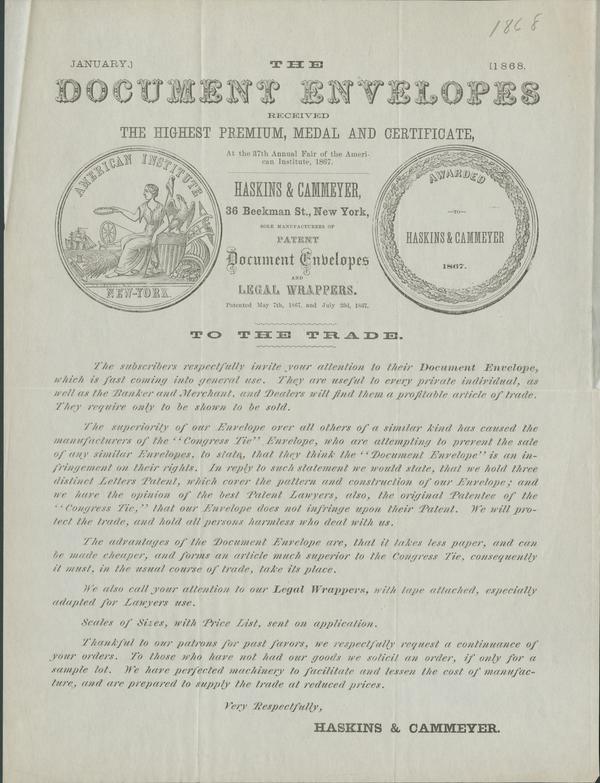 1868
JANUARY,} THE {1868.
DOCUMENT ENVELOPES
RECEIVED
THE HIGHEST PREMIUM, MEDAL AND CERTIFICATE,
At the 37th Annual Fair of the Ameri-
can Institute, 1867.
AMERICAN INSTITUTE
NEW-YORK.
HASKINS & CAMMEYER,
36 Beekman St., New York,
SOLE MANUFACTURERS OF
PATENT
Document Envelopes
AND
LEGAL WRAPPERS.
Patented May 7th, 1867, and July 23d, 1867.
AWARDED
—TO—
HASKINS & CAMMEYER
1867.
TO THE TRADE.
The subscribers respectfully invite your attention to their Document Envelope,
which is fast coming into general use. They are useful to every private individual, as
well as the Banker and Merchant, and Dealers will find them a profitable article of trade.
They require only to be shown to be sold.
The superiority of our Envelope over all others of a similar kind has caused the
manufacturers of the "Congress Tie" Envelope, who are attempting to prevent the sale
of any similar Envelopes, to state, that they think the "Document Envelope" is an in-
fringement on their rights. In reply to such statement we would state, that we hold three
distinct Letters Patent, which cover the pattern and construction of our Envelope; and
we have the opinion of the best Patent Lawyers, also, the original Patentee of the
"Congress Tie," that our Envelope does not infringe upon their Patent. We will pro-
tect the trade, and hold all persons harmless who deal with us.
The advantages of the Document Envelope are, that it takes less paper, and can
be made cheaper, and forms an article much superior to the Congress Tie, consequently
it must, in the usual course of trade, take its place.
We also call your attention to our Legal Wrappers, with tape attached, especially
adapted for Lawyers use.
Scales of Sizes, with Price List, sent on application.
Thankful to our patrons for past favors, we respectfully request a continuance of
your orders. To those who have not had our goods we solicit an order, if only for a
sample lot. We have perfected machinery to facilitate and lessen the cost of manufac-
ture, and are prepared to supply the trade at reduced prices.
Very Respectfully,
HASKINS & CAMMEYER.